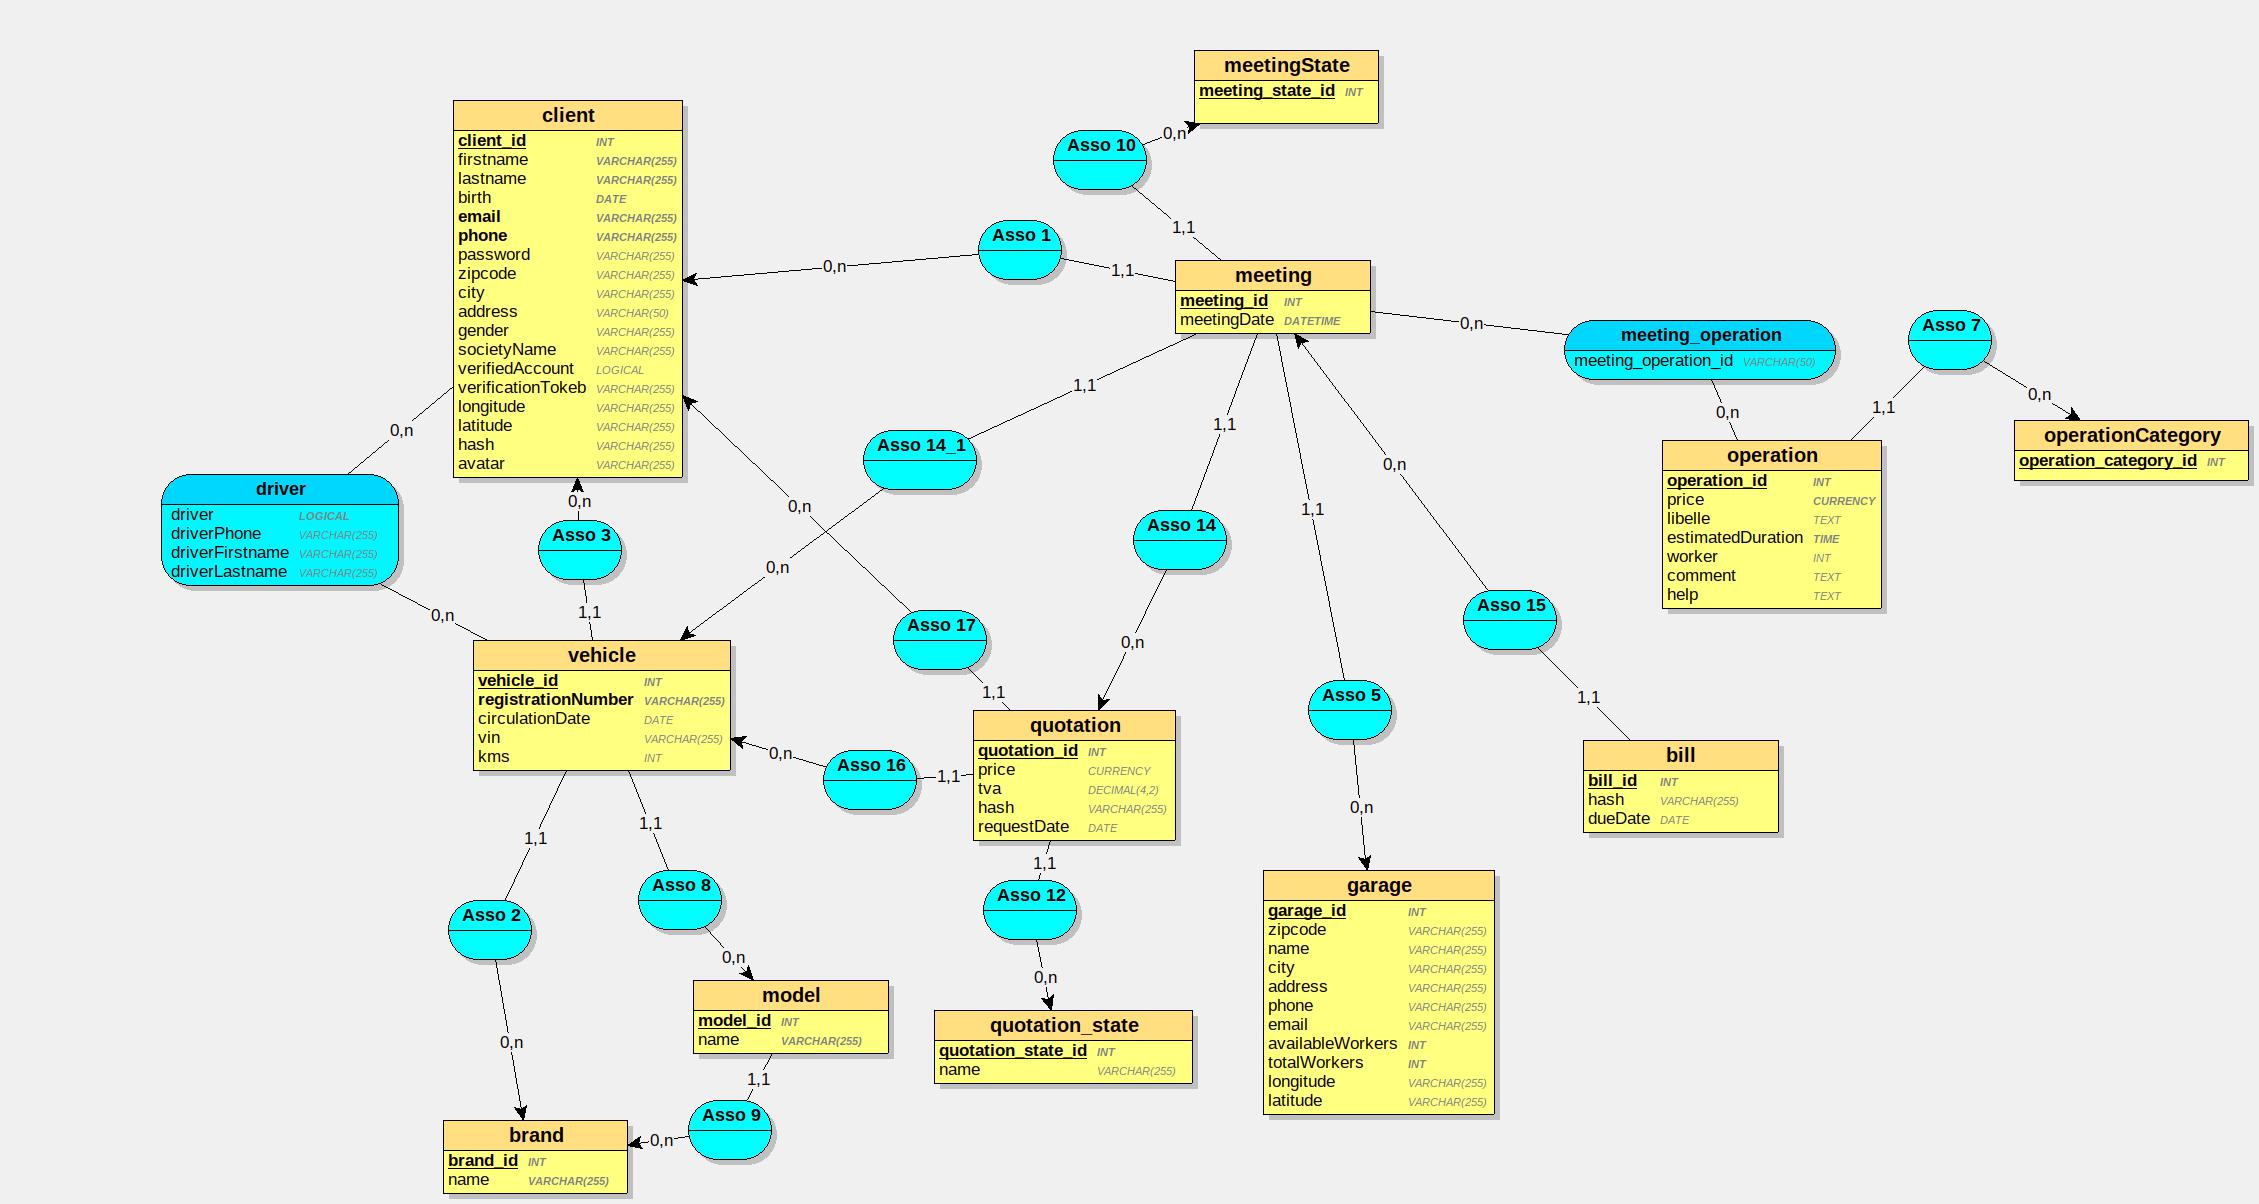 meetingState
meeting_state_id INT
client
client_id INT
firstname VARCHAR(255)
lastname VARCHAR(255)
birth DATE
email VARCHAR(255)
phone VARCHAR(255)
password VARCHAR(255)
zipcode VARCHAR(255)
city VARCHAR(255)
address VARCHAR(50)
gender VARCHAR(255)
societyName VARCHAR(255)
verifiedAccount LOGICAL
verificationTokeb VARCHAR(255)
longitude VARCHAR(255)
latitude VARCHAR(255)
hash VARCHAR(255)
avatar VARCHAR(255)
0,n
Asso 10
1,1
Asso 1
0,n
1,1
meeting
meeting_id INT
meetingDate DATETIME
0,n
meeting_operation
meeting_operation_id VARCHAR(50)
Asso 7
0,n
1,1
0,n
operationCategory
operation_category_id INT
operation
operation_id INT
price CURRENCY
libelle TEXT
estimatedDuration TIME
worker INT
comment TEXT
help TEXT
0,n
driver
driver LOGICAL
driverPhone VARCHAR(255)
driverFirstname VARCHAR(255)
driverLastname VARCHAR(255)
0,n
0,n
Asso 3
1,1
1,1
Asso 14_1
0,n
0,n
Asso 17
1,1
1,1
Asso 14
0,n
1,1
Asso 5
0,n
0,n
Asso 15
1,1
vehicle
vehicle_id INT
registrationNumber VARCHAR(255)
circulationDate DATE
vin VARCHAR(255)
kms INT
0,n
Asso 16
1,1
quotation
quotation_id INT
price CURRENCY
tva DECIMAL(4,2)
hash VARCHAR(255)
requestDate DATE
bill
bill_id INT
hash VARCHAR(255)
dueDate DATE
1,1
Asso 2
0,n
1,1
Asso 8
0,n
1,1
Asso 12
0,n
garage
garage_id INT
zipcode VARCHAR(255)
name VARCHAR(255)
city VARCHAR(255)
address VARCHAR(255)
phone VARCHAR(255)
email VARCHAR(255)
availableWorkers INT
totalWorkers INT
longitude VARCHAR(255)
latitude VARCHAR(255)
model
model_id INT
name VARCHAR(255)
quotation_state
quotation_state_id INT
name VARCHAR(255)
1,1
Asso 9
0,n
brand
brand_id INT
name VARCHAR(255)